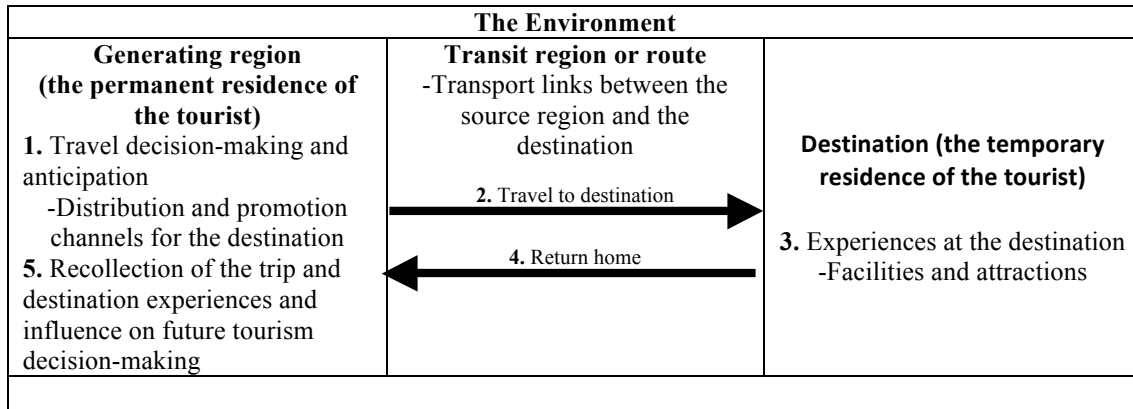 The Environment
Generating region
(the permanent residence of
the tourist)
1. Travel decision-making and
anticipation
-Distribution and promotion
channels for the destination
5. Recollection of the trip and
destination experiences and
influence on future tourism
decision-making
Transit region or route
-Transport links between the
source region and the
destination
2. Travel to destination
4. Return home
Destination (the temporary
residence of the tourist)
3. Experiences at the destination
-Facilities and attractions